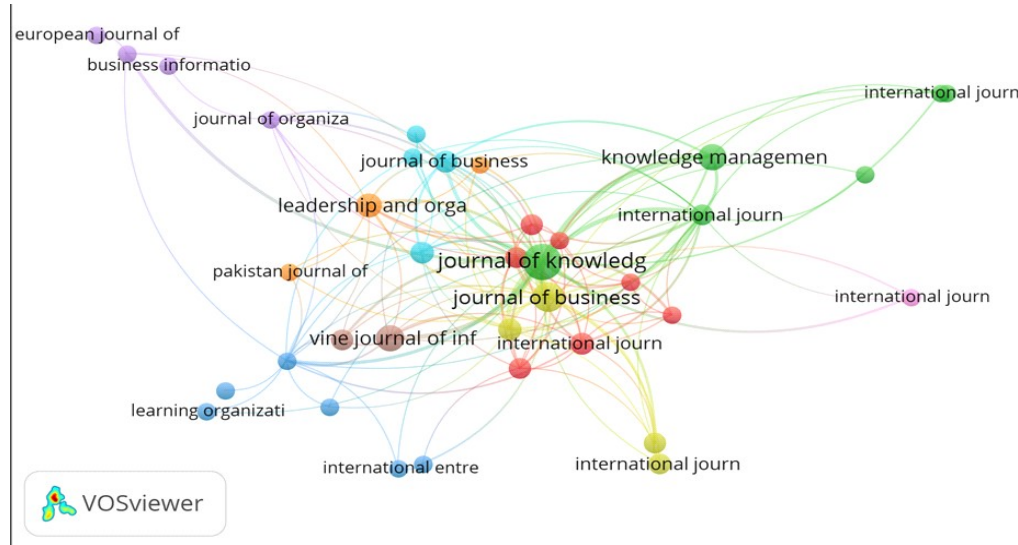 european journal of
business informatio
international journ
journal of organiza
knowledge managemen
journal of business
leadership and orga
international journ
journal of knowledg
pakistan journal of
journal of business
international journ
vine journal of inf
international journ
learning organizati
international entre
international journ
VOSviewer